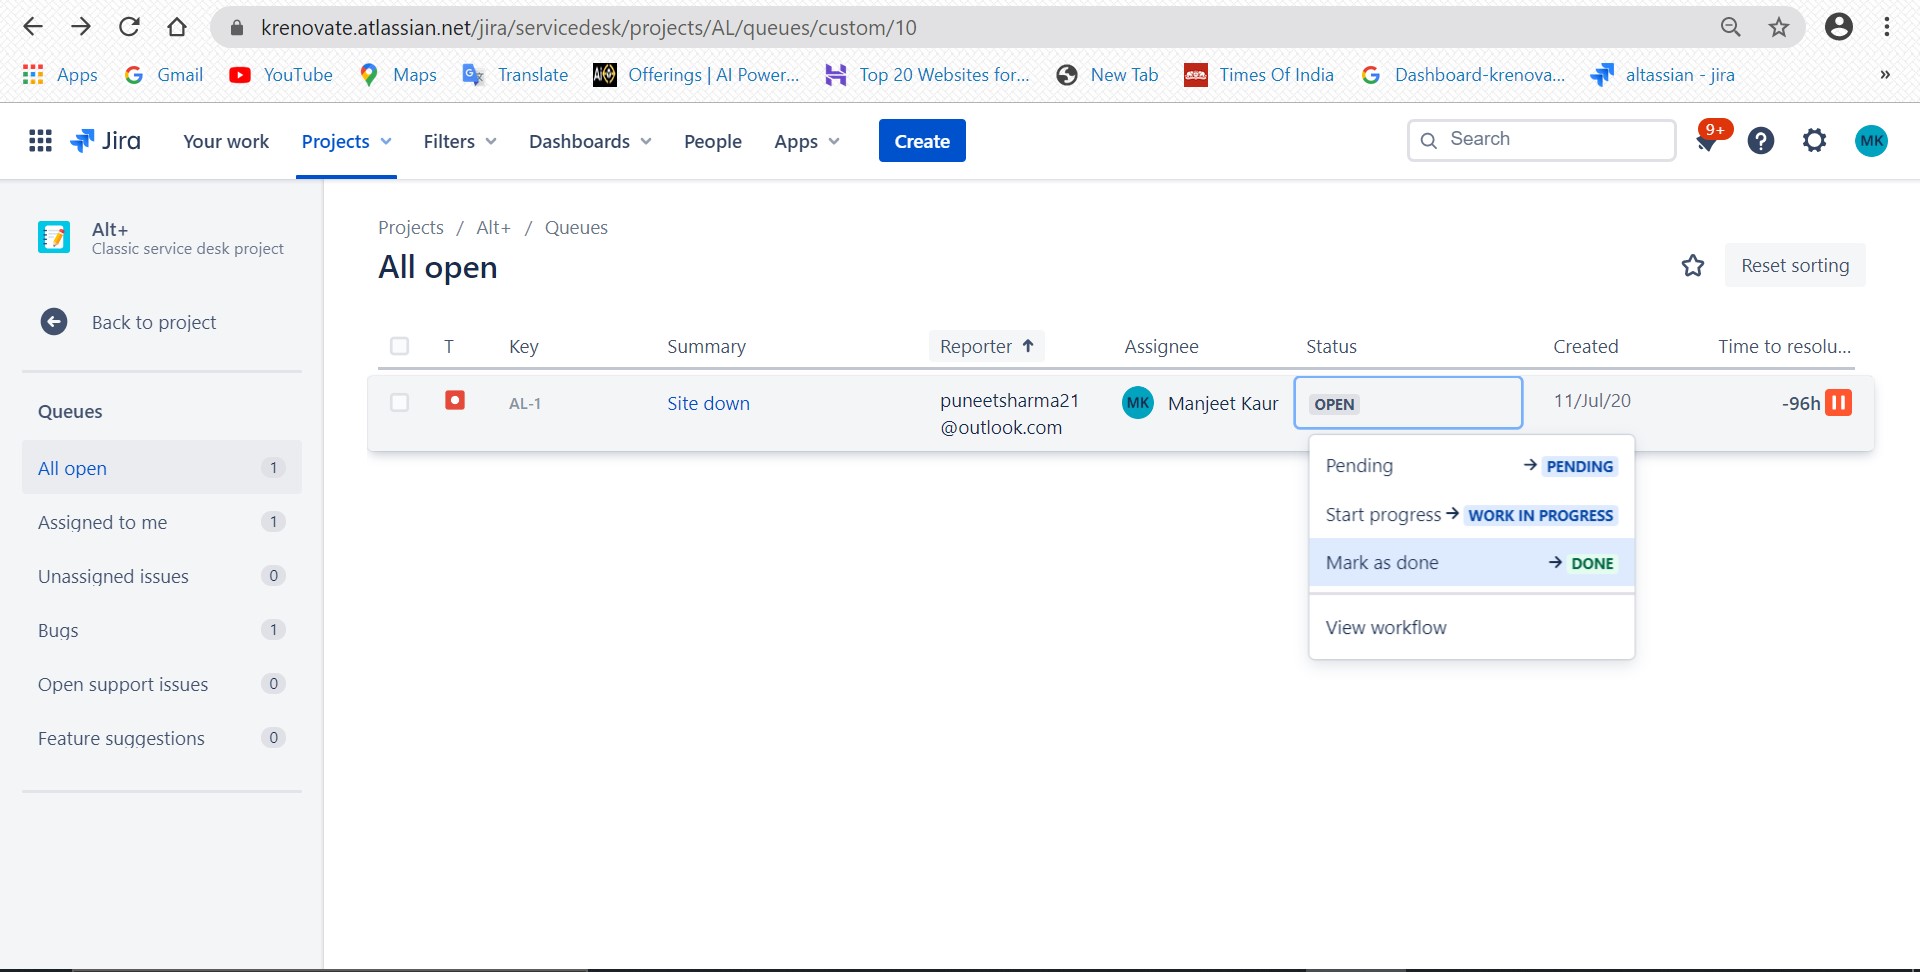 krenovate.atlassian.net/jira/servicedesk/projects/AL/queues/custom/10
Apps Gmail YouTube Maps Translate Offerings | AI Power... Top 20 Websites for... New Tab Times Of India Dashboard-krenova... altassian - jira »
Jira Your work Projects Filters Dashboards People Apps Create Search 9+ ? MK
Alt+
Classic service desk project
Back to project
Queues
All open 1
Assigned to me 1
Unassigned issues 0
Bugs 1
Open support issues 0
Feature suggestions 0
Projects / Alt+ / Queues
All open
Reset sorting
T Key Summary Reporter ↑ Assignee Status Created Time to resolu...
AL-1 Site down puneetsharma21 MK Manjeet Kaur OPEN 11/Jul/20 -96h
@outlook.com
Pending → PENDING
Start progress → WORK IN PROGRESS
Mark as done → DONE
View workflow